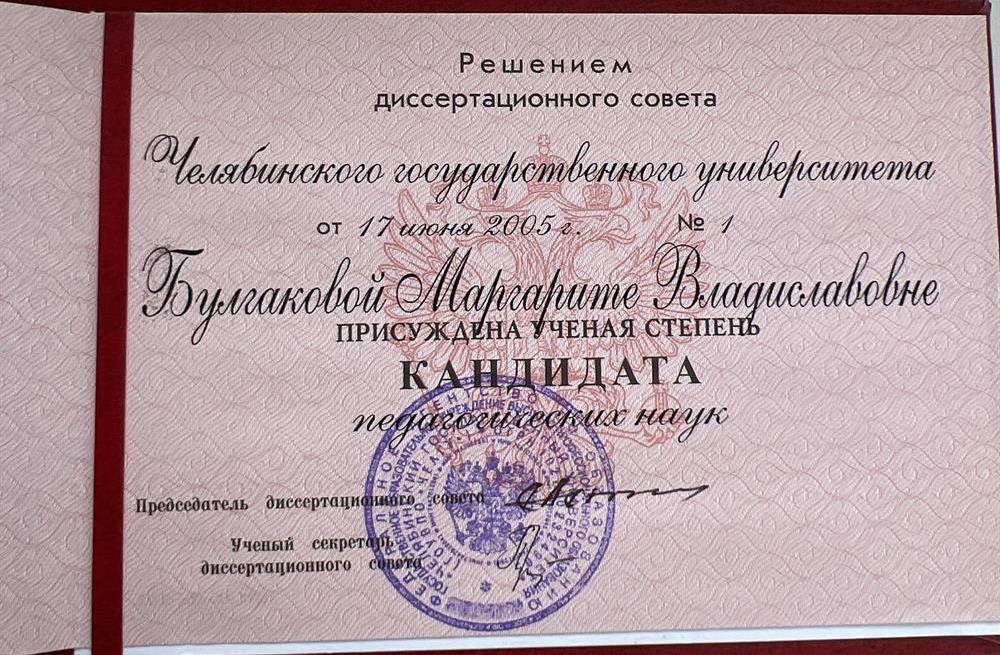 Решением
диссертационного совета
Челябинского государственного университета
от 17 июня 2005 г. № 1
Булгаковой Маргарите Владиславовне
ПРИСУЖДЕНА УЧЕНАЯ СТЕПЕНЬ
КАНДИДАТА
педагогических наук
Председатель диссертационного совета
Ученый секретарь
диссертационного совета